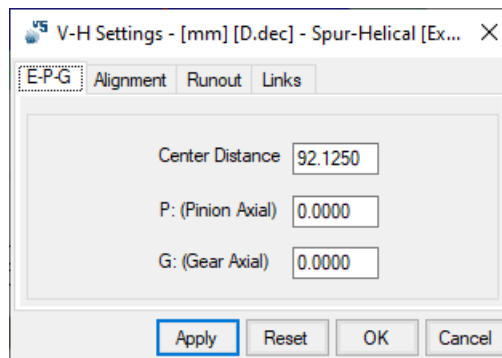 V-H Settings - [mm] [D.dec] - Spur-Helical [Ex...
E-P-G Alignment Runout Links
Center Distance 92.1250
P: (Pinion Axial) 0.0000
G: (Gear Axial) 0.0000
Apply Reset OK Cancel